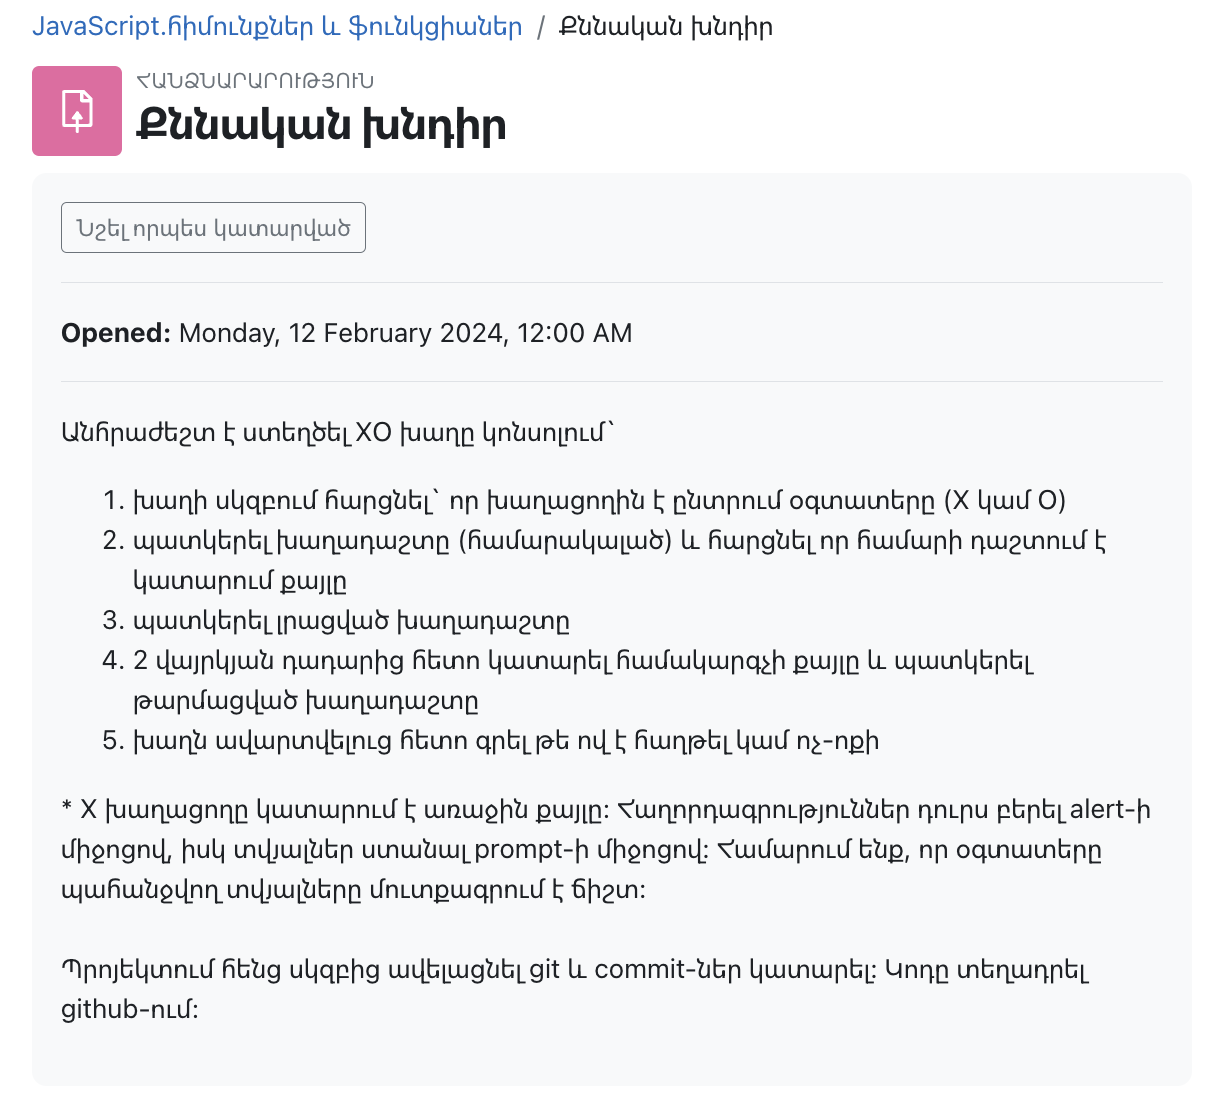 JavaScript.հիմունքներ և ֆունկցիաներ / Քննական խնդիր
ՀԱՆՁՆԱՐԱՐՈՒԹՅՈՒՆ
Քննական խնդիր
Նշել որպես կատարված
Opened: Monday, 12 February 2024, 12:00 AM
Անհրաժեշտ է ստեղծել XO խաղը կոնսոլում՝
1. խաղի սկզբում հարցնել՝ որ խաղացողին է ընտրում օգտատերը (X կամ O)
2. պատկերել խաղադաշտը (համարակալած) և հարցնել որ համարի դաշտում է
կատարում քայլը
3. պատկերել լրացված խաղադաշտը
4. 2 վայրկյան դադարից հետո կատարել համակարգչի քայլը և պատկերել
թարմացված խաղադաշտը
5. խաղն ավարտվելուց հետո գրել թե ով է հաղթել կամ ոչ-ոքի
* X խաղացողը կատարում է առաջին քայլը: Հաղորդագրություններ դուրս բերել alert-ի
միջոցով, իսկ տվյալներ ստանալ prompt-ի միջոցով: Համարում ենք, որ օգտատերը
պահանջվող տվյալները մուտքագրում է ճիշտ:
Պրոյեկտում հենց սկզբից ավելացնել git և commit-ներ կատարել: Կոդը տեղադրել
github-ում: